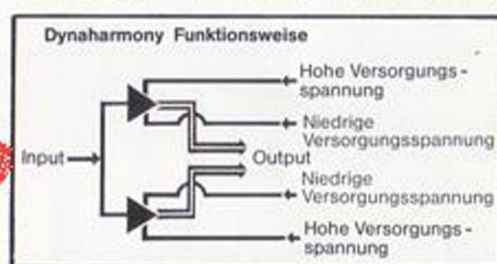 Dynaharmony Funktionsweise
Hohe Versorgungs-
spannung
Niedrige
Versorgungsspannung
Input
Output
Niedrige
Versorgungsspannung
Hohe Versorgungs-
spannung